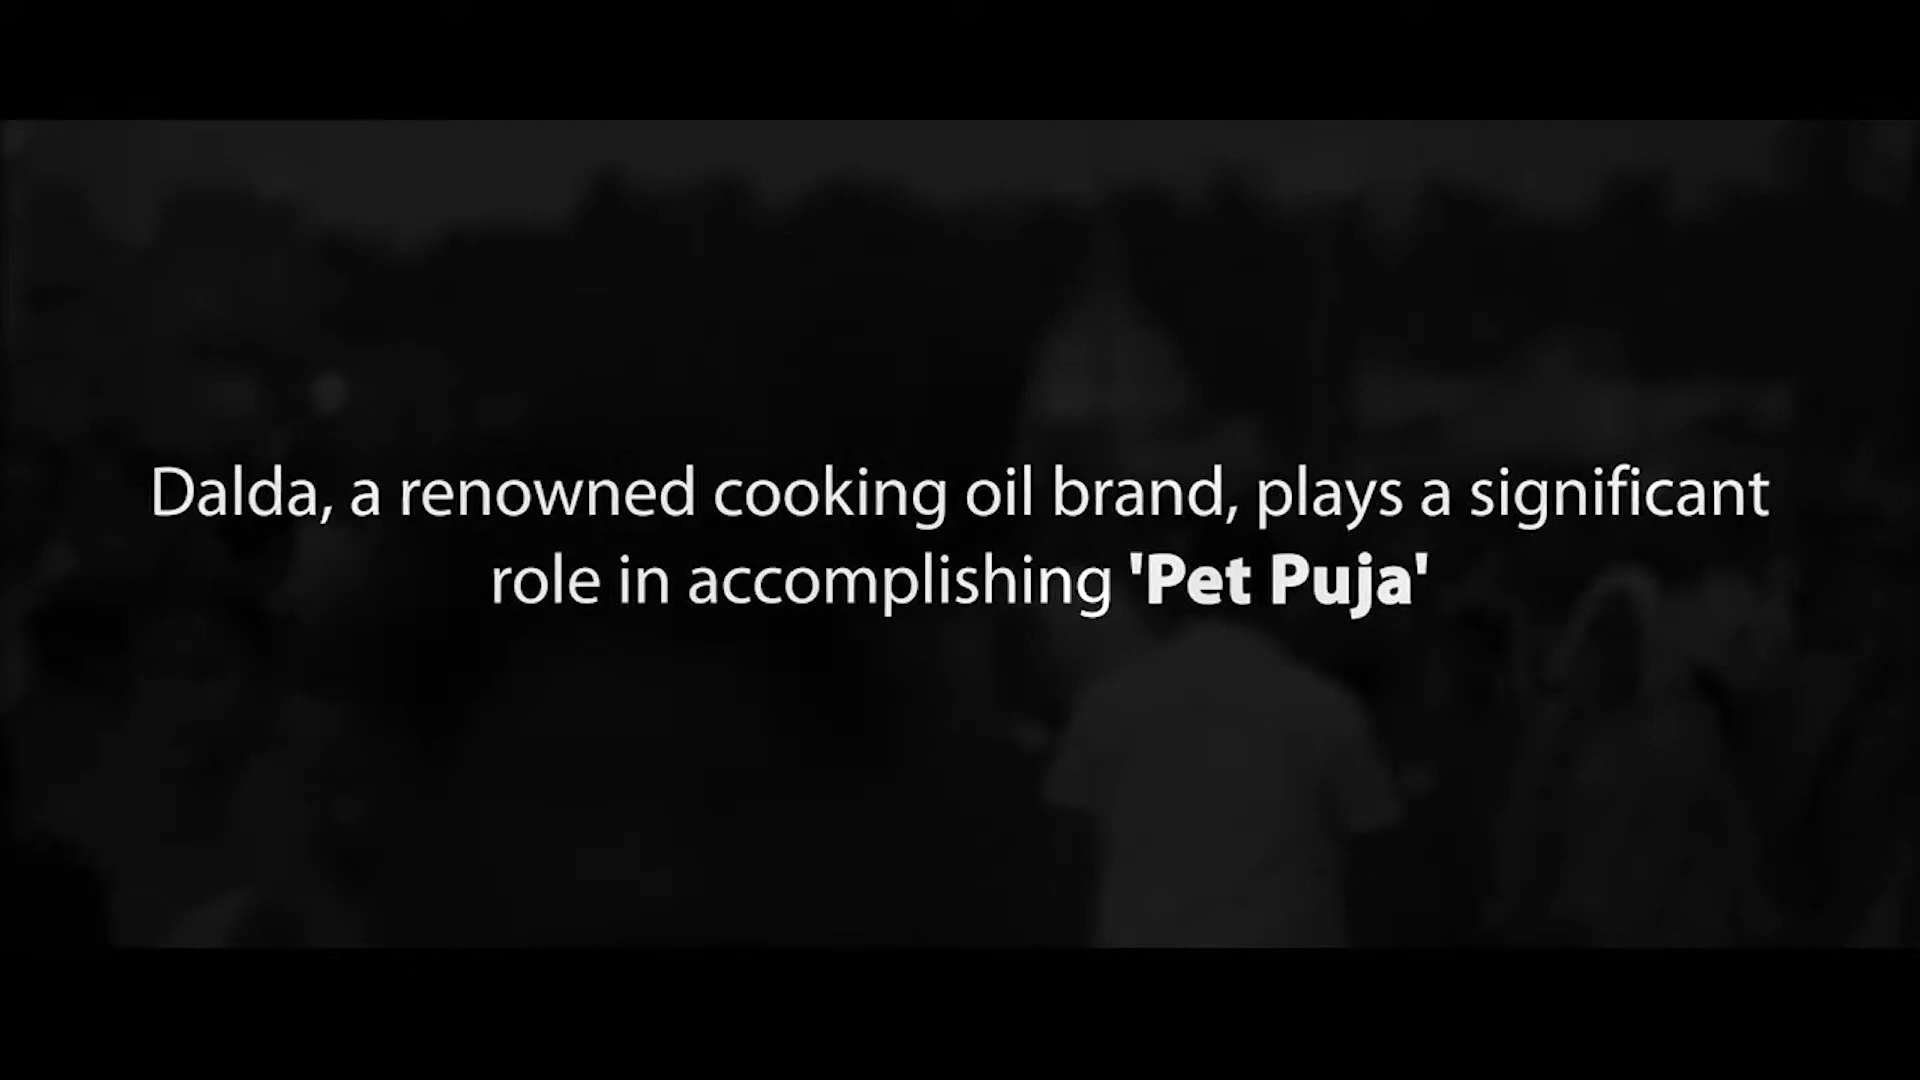 Dalda, a renowned cooking oil brand, plays a significant
role in accomplishing 'Pet Puja'